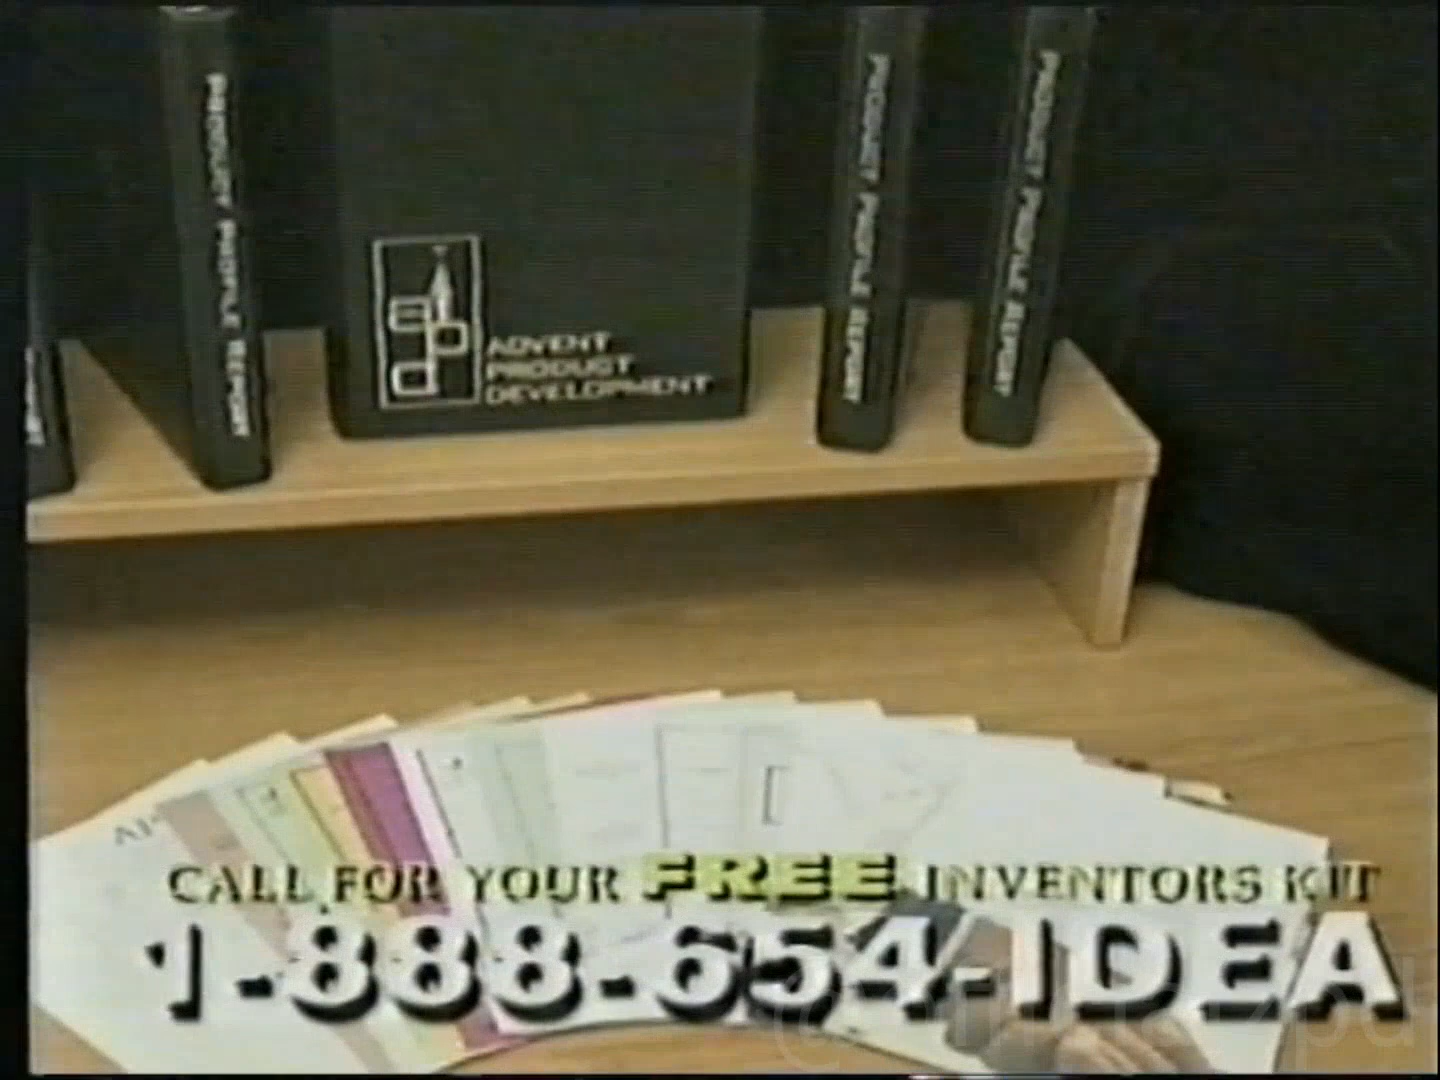 PRODUCT PROFILE REPORT
ADVENT
PRODUCT
DEVELOPMENT
PRODUCT PROFILE REPORT
PRODUCT PROFILE REPORT
CALL FOR YOUR FREE INVENTORS KIT
1-888-654-IDEA